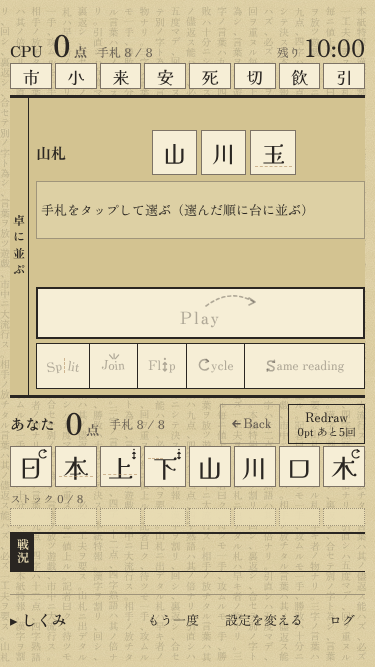 CPU 0点 手札 8 / 8 残り 10:00
市 小 来 安 死 切 飲 引
卓に並ぶ
山札 山 川 玉
手札をタップして選ぶ（選んだ順に台に並ぶ）
Play
Split Join Flip Cycle Same reading
あなた 0点 手札 8 / 8 ←Back Redraw
0pt あと5回
日 本 上 下 山 川 口 木
ストック 0 / 8
戦況
▶ しくみ もう一度 設定を変える ログ